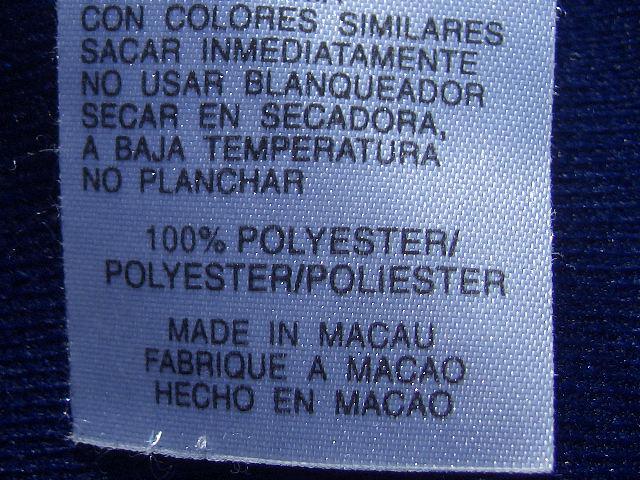 CON COLORES SIMILARES
SACAR INMEDIATAMENTE
NO USAR BLANQUEADOR
SECAR EN SECADORA,
A BAJA TEMPERATURA
NO PLANCHAR
100% POLYESTER/
POLYESTER/POLIESTER
MADE IN MACAU
FABRIQUE A MACAO
HECHO EN MACAO